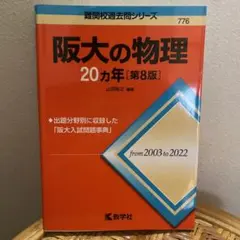 難関校過去問シリーズ
776
阪大の物理
20カ年[第8版]
編著
◆出題分野別に収録した
「阪大入試問題事典」
from 2003 to 2022
教学社